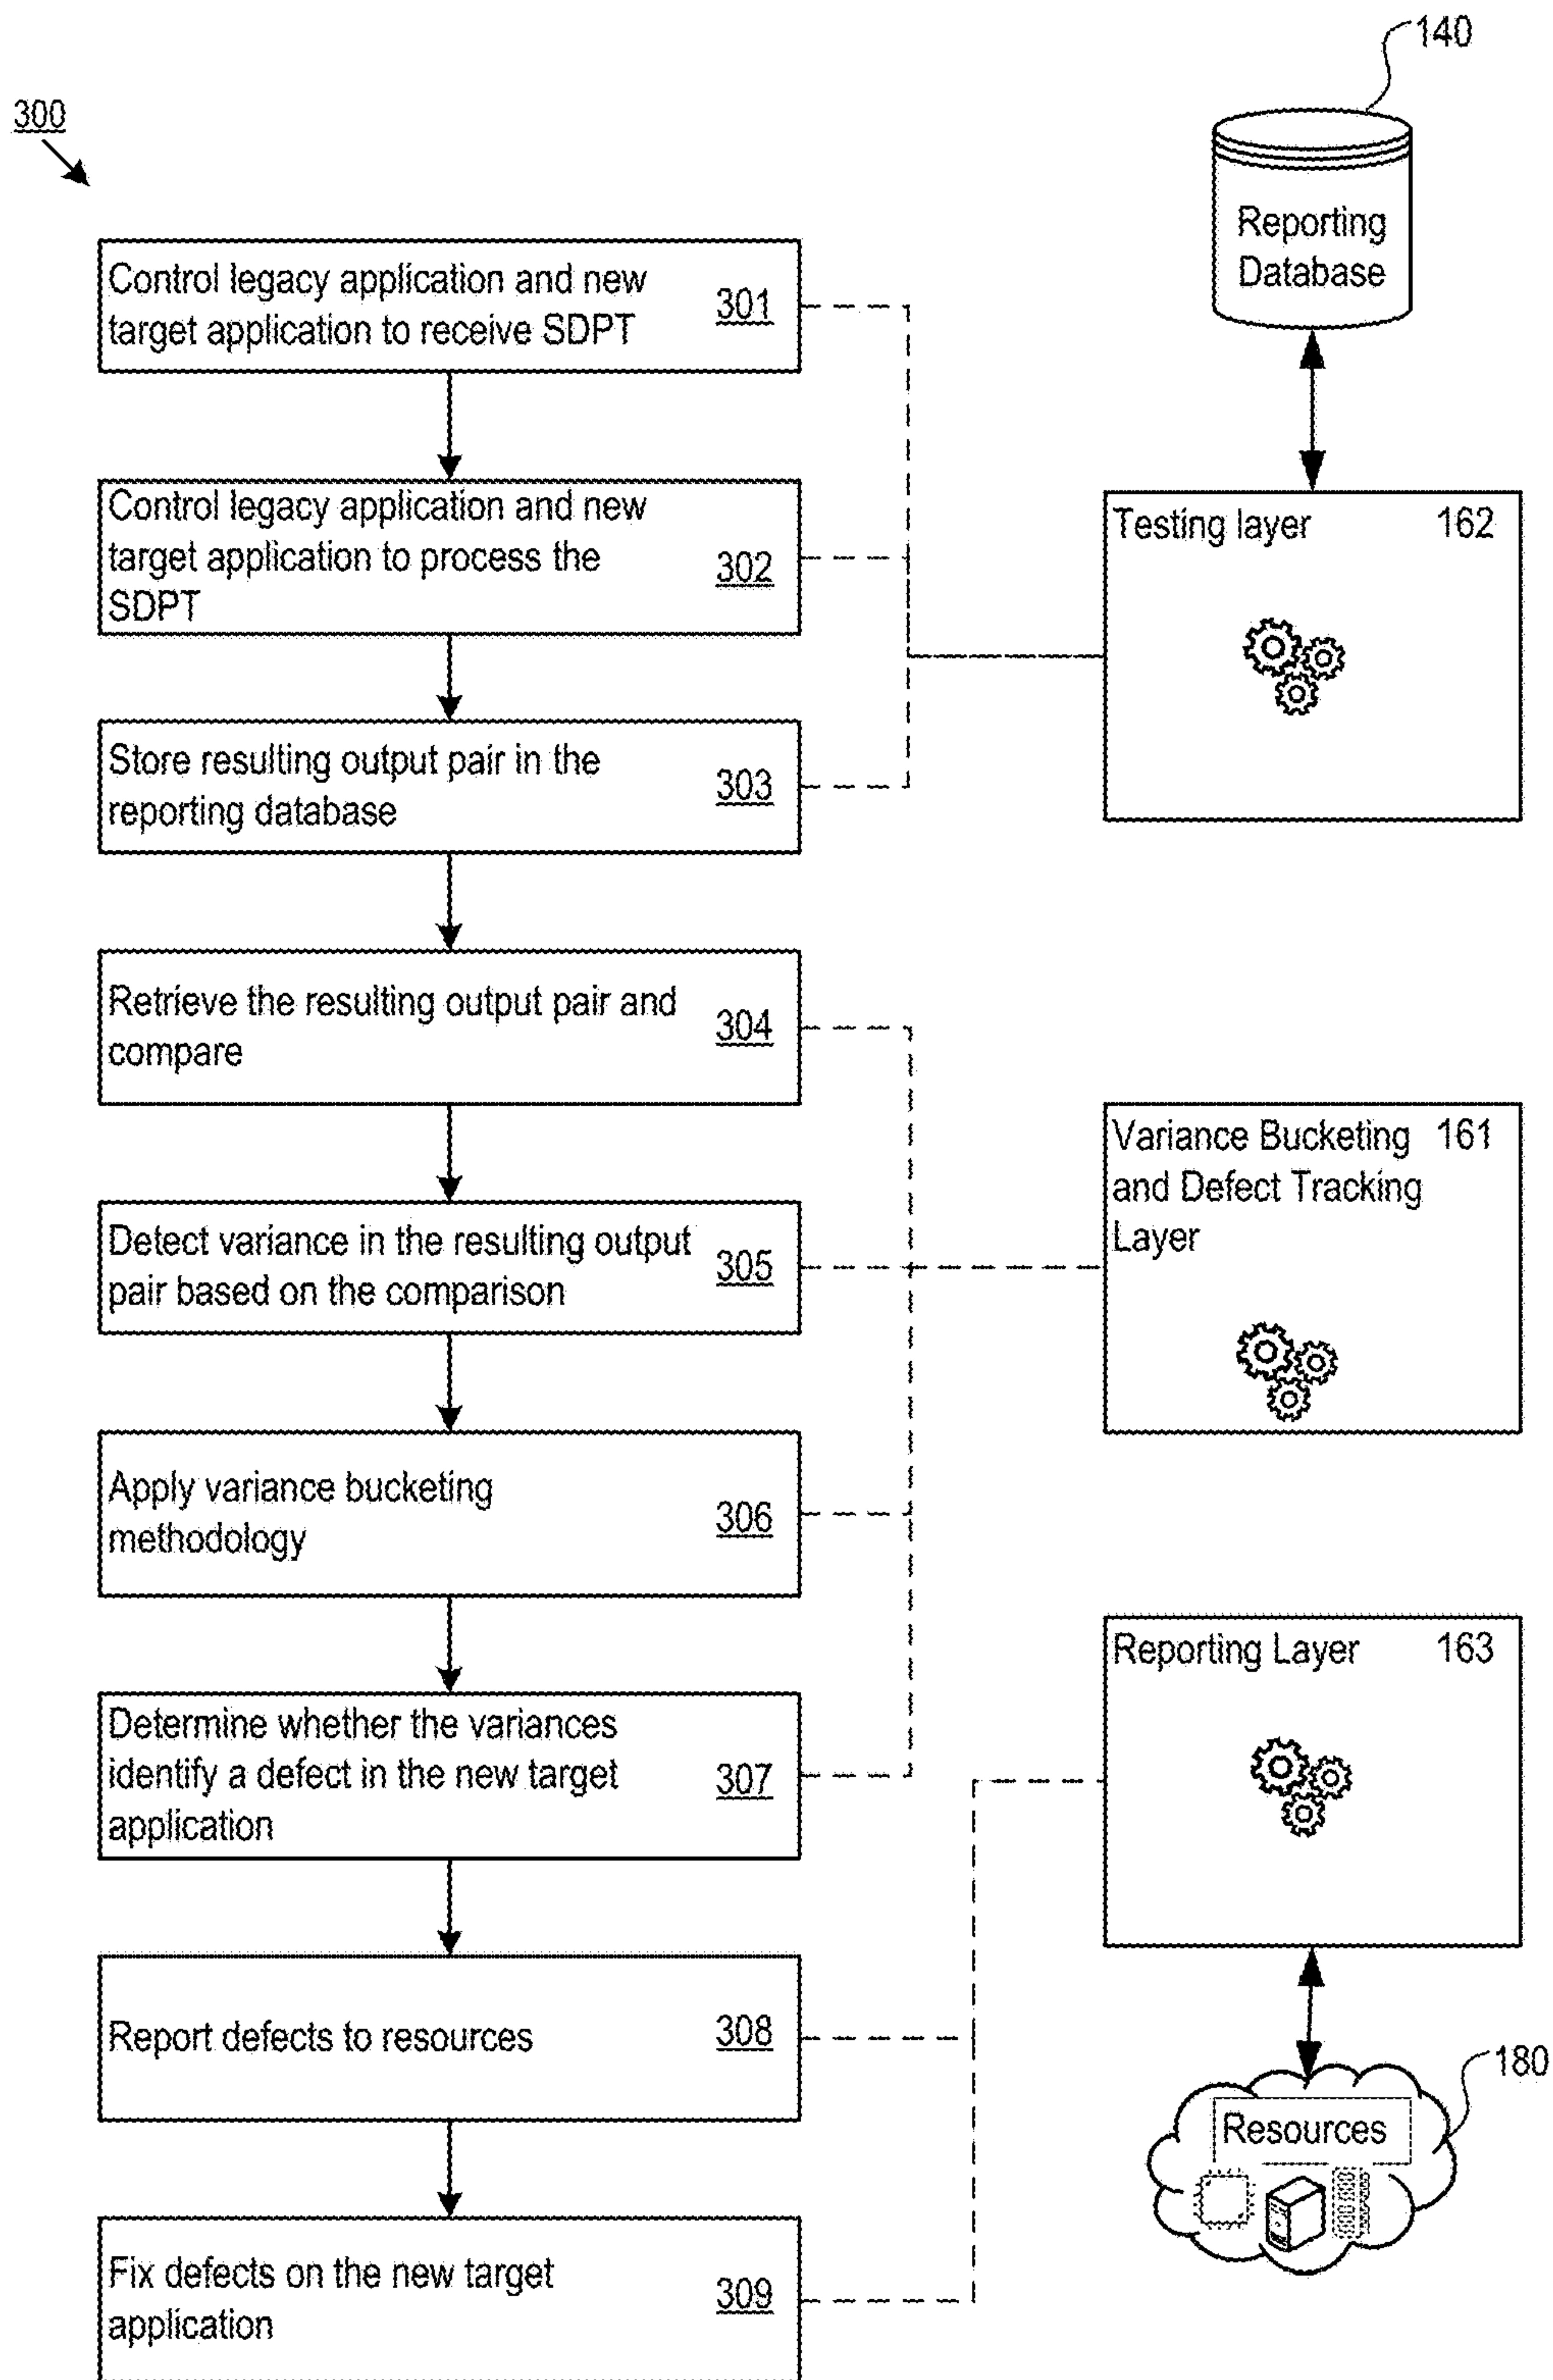 300
140
Reporting
Database
Control legacy application and new
target application to receive SDPT
301
Control legacy application and new
target application to process the
SDPT
302
Testing layer 162
Store resulting output pair in the
reporting database
303
Retrieve the resulting output pair and
compare
304
Variance Bucketing 161
and Defect Tracking
Layer
Detect variance in the resulting output
pair based on the comparison
305
Apply variance bucketing
methodology
306
Reporting Layer 163
Determine whether the variances
identify a defect in the new target
application
307
Report defects to resources
308
180
Resources
Fix defects on the new target
application
309